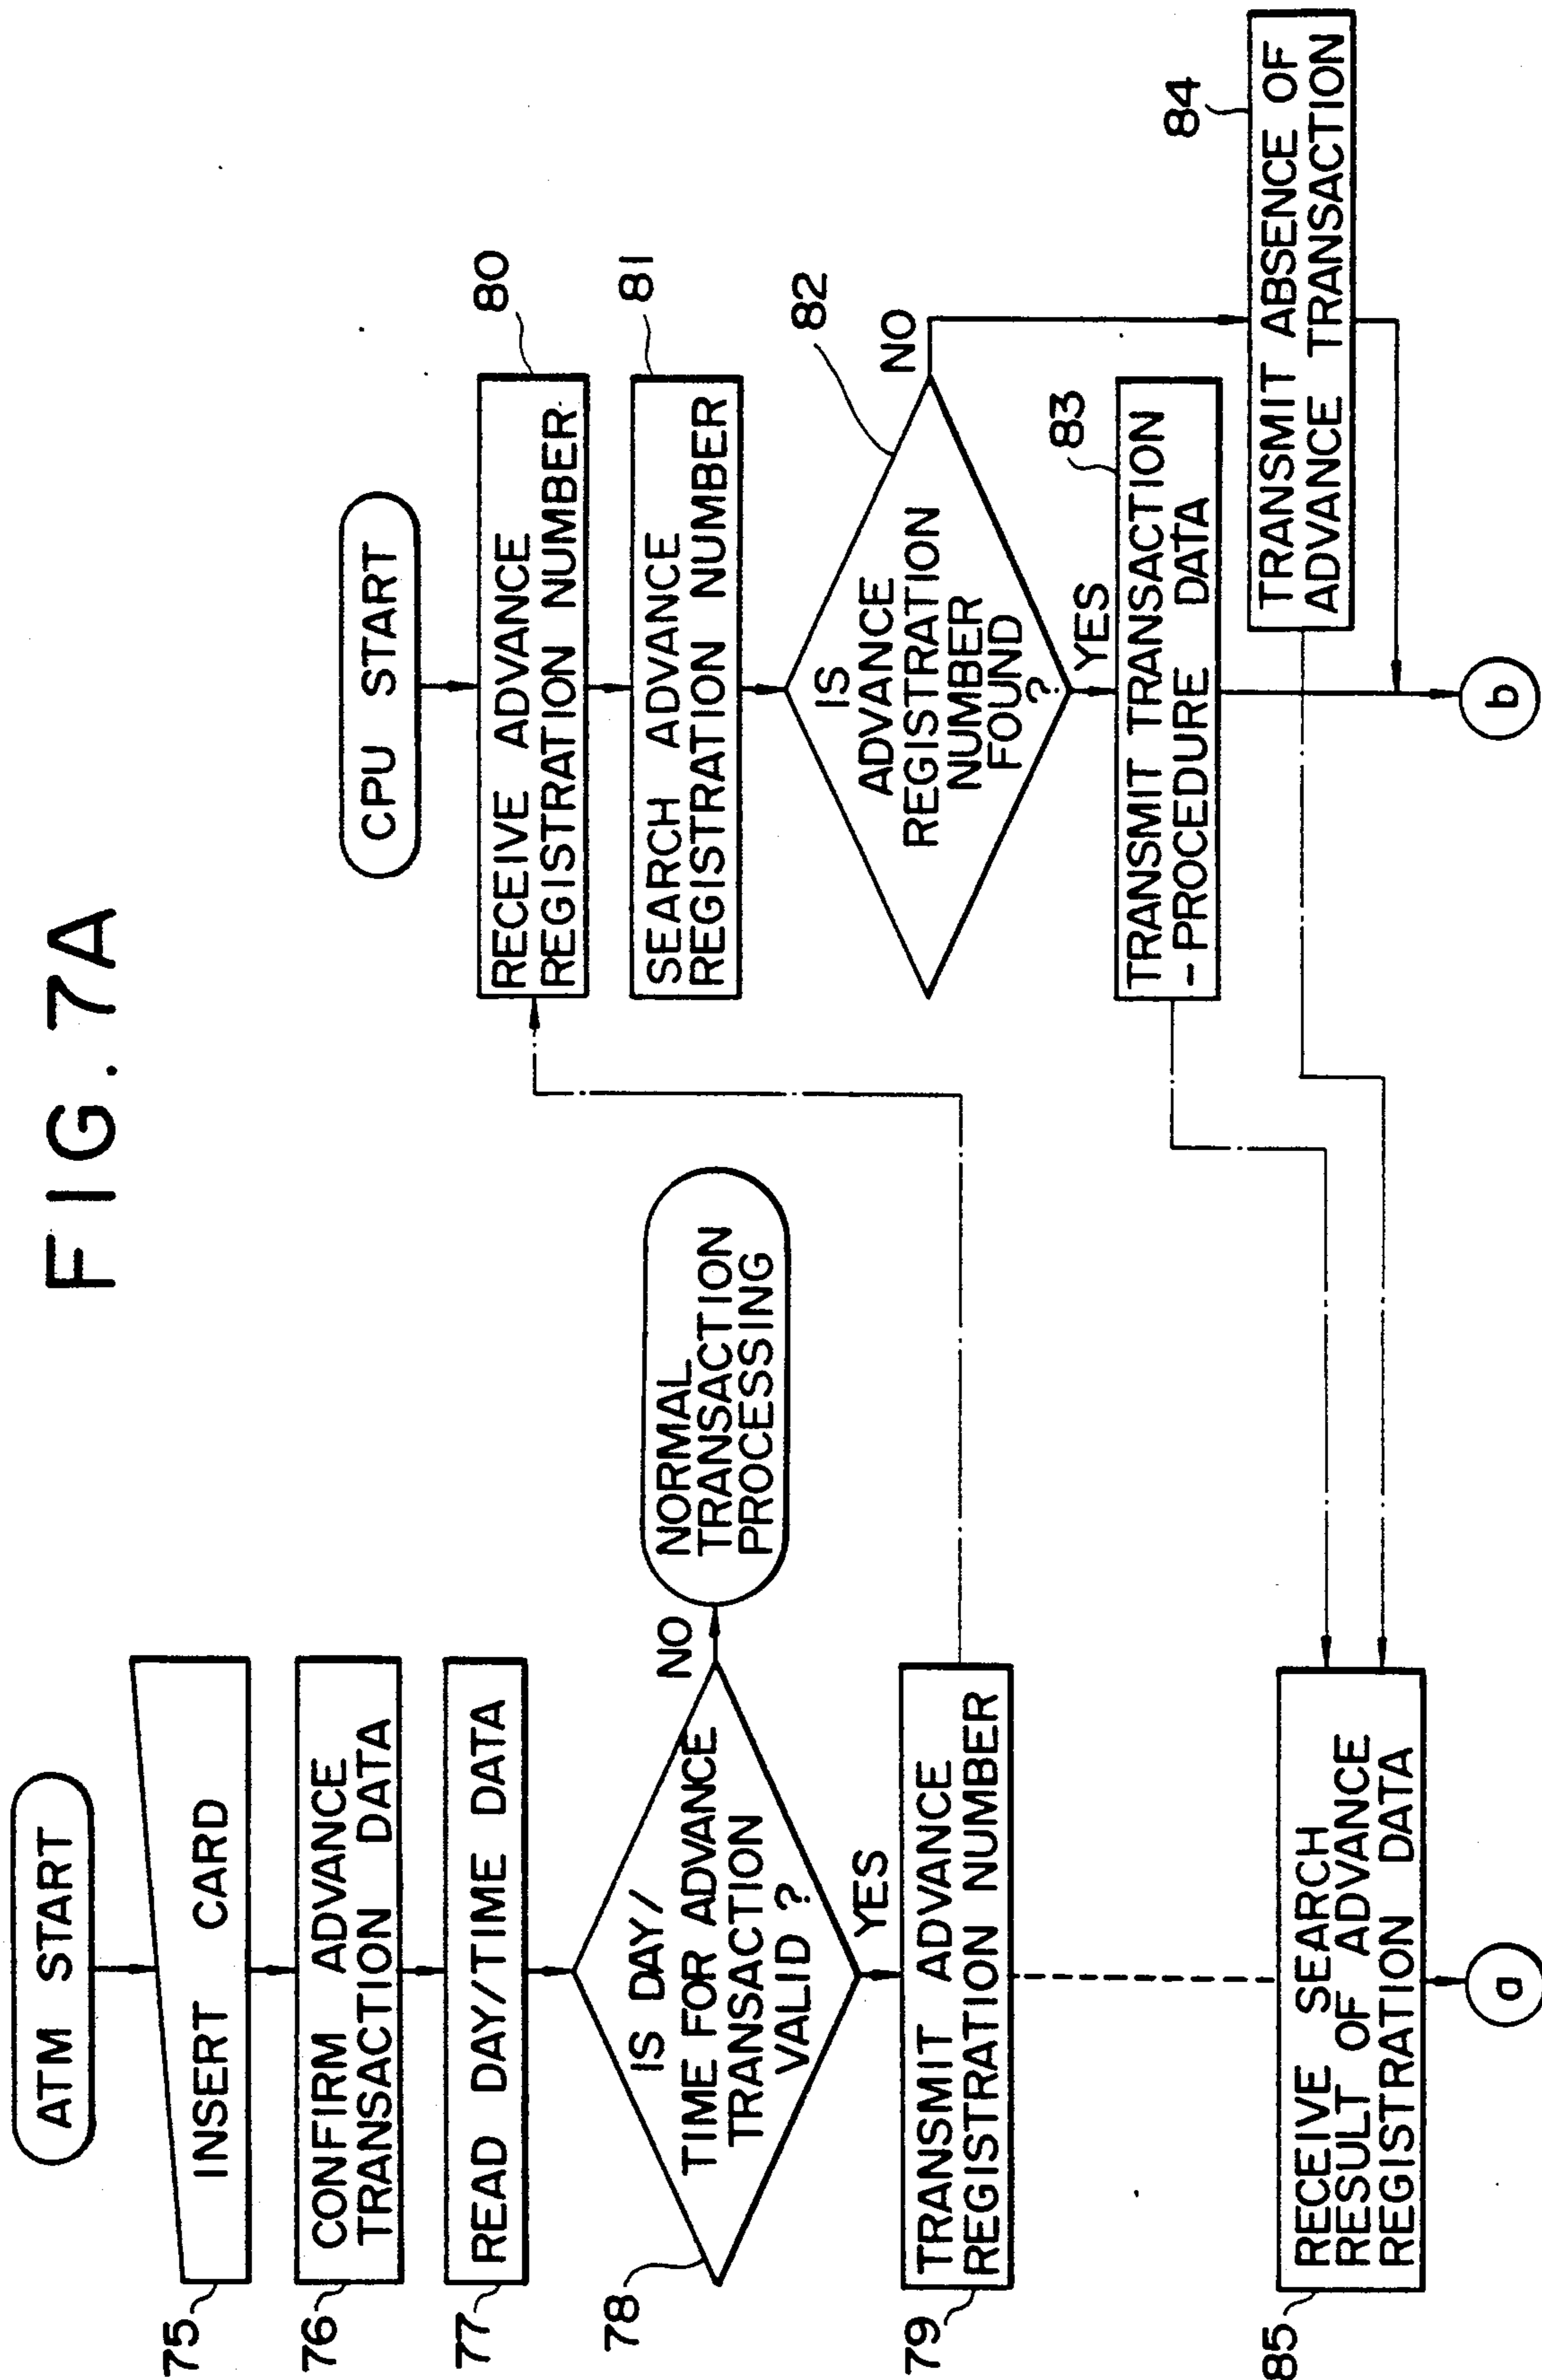 FIG. 7A
ATM START
INSERT CARD
75
CONFIRM ADVANCE
TRANSACTION DATA
76
READ DAY/TIME DATA
77
IS DAY/
TIME FOR ADVANCE
TRANSACTION
VALID ?
78
NO
NORMAL
TRANSACTION
PROCESSING
YES
TRANSMIT ADVANCE
REGISTRATION NUMBER
79
RECEIVE SEARCH
RESULT OF ADVANCE
REGISTRATION DATA
85
a
CPU START
RECEIVE ADVANCE
REGISTRATION NUMBER
80
SEARCH ADVANCE
REGISTRATION NUMBER
81
IS
ADVANCE
REGISTRATION
NUMBER
FOUND
?
82
NO
YES
TRANSMIT TRANSACTION
-PROCEDURE DATA
83
TRANSMIT ABSENCE OF
ADVANCE TRANSACTION
84
b